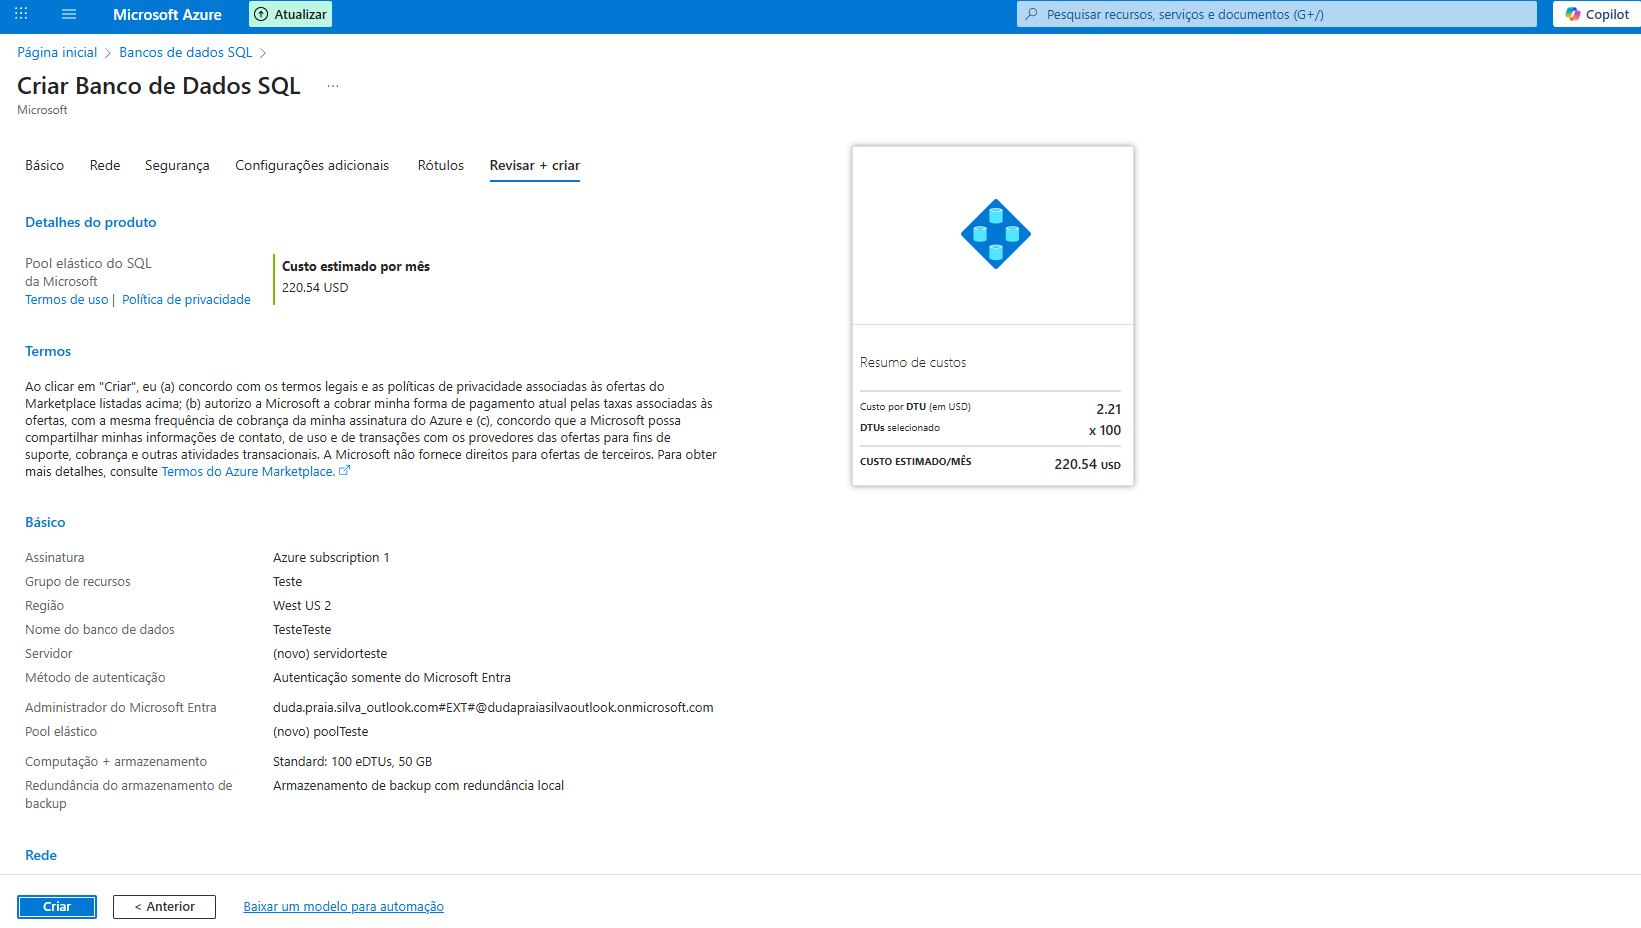 Microsoft Azure
Atualizar
Pesquisar recursos, serviços e documentos (G+/)
Copilot
Página inicial > Bancos de dados SQL >
Criar Banco de Dados SQL ...
Microsoft
Básico Rede Segurança Configurações adicionais Rótulos Revisar + criar
Detalhes do produto
Pool elástico do SQL
da Microsoft
Termos de uso | Política de privacidade
Custo estimado por mês
220.54 USD
Termos
Ao clicar em "Criar", eu (a) concordo com os termos legais e as políticas de privacidade associadas às ofertas do
Marketplace listadas acima; (b) autorizo a Microsoft a cobrar minha forma de pagamento atual pelas taxas associadas às
ofertas, com a mesma frequência de cobrança da minha assinatura do Azure e (c), concordo que a Microsoft possa
compartilhar minhas informações de contato, de uso e de transações com os provedores das ofertas para fins de
suporte, cobrança e outras atividades transacionais. A Microsoft não fornece direitos para ofertas de terceiros. Para obter
mais detalhes, consulte Termos do Azure Marketplace.
Básico
Assinatura Azure subscription 1
Grupo de recursos Teste
Região West US 2
Nome do banco de dados TesteTeste
Servidor (novo) servidorteste
Método de autenticação Autenticação somente do Microsoft Entra
Administrador do Microsoft Entra duda.praia.silva_outlook.com#EXT#@dudapraiasilvaoutlook.onmicrosoft.com
Pool elástico (novo) poolTeste
Computação + armazenamento Standard: 100 eDTUs, 50 GB
Redundância do armazenamento de Armazenamento de backup com redundância local
backup
Rede
Resumo de custos
Custo por DTU (em USD) 2.21
DTUs selecionado x 100
CUSTO ESTIMADO/MÊS 220.54 USD
Criar
< Anterior
Baixar um modelo para automação